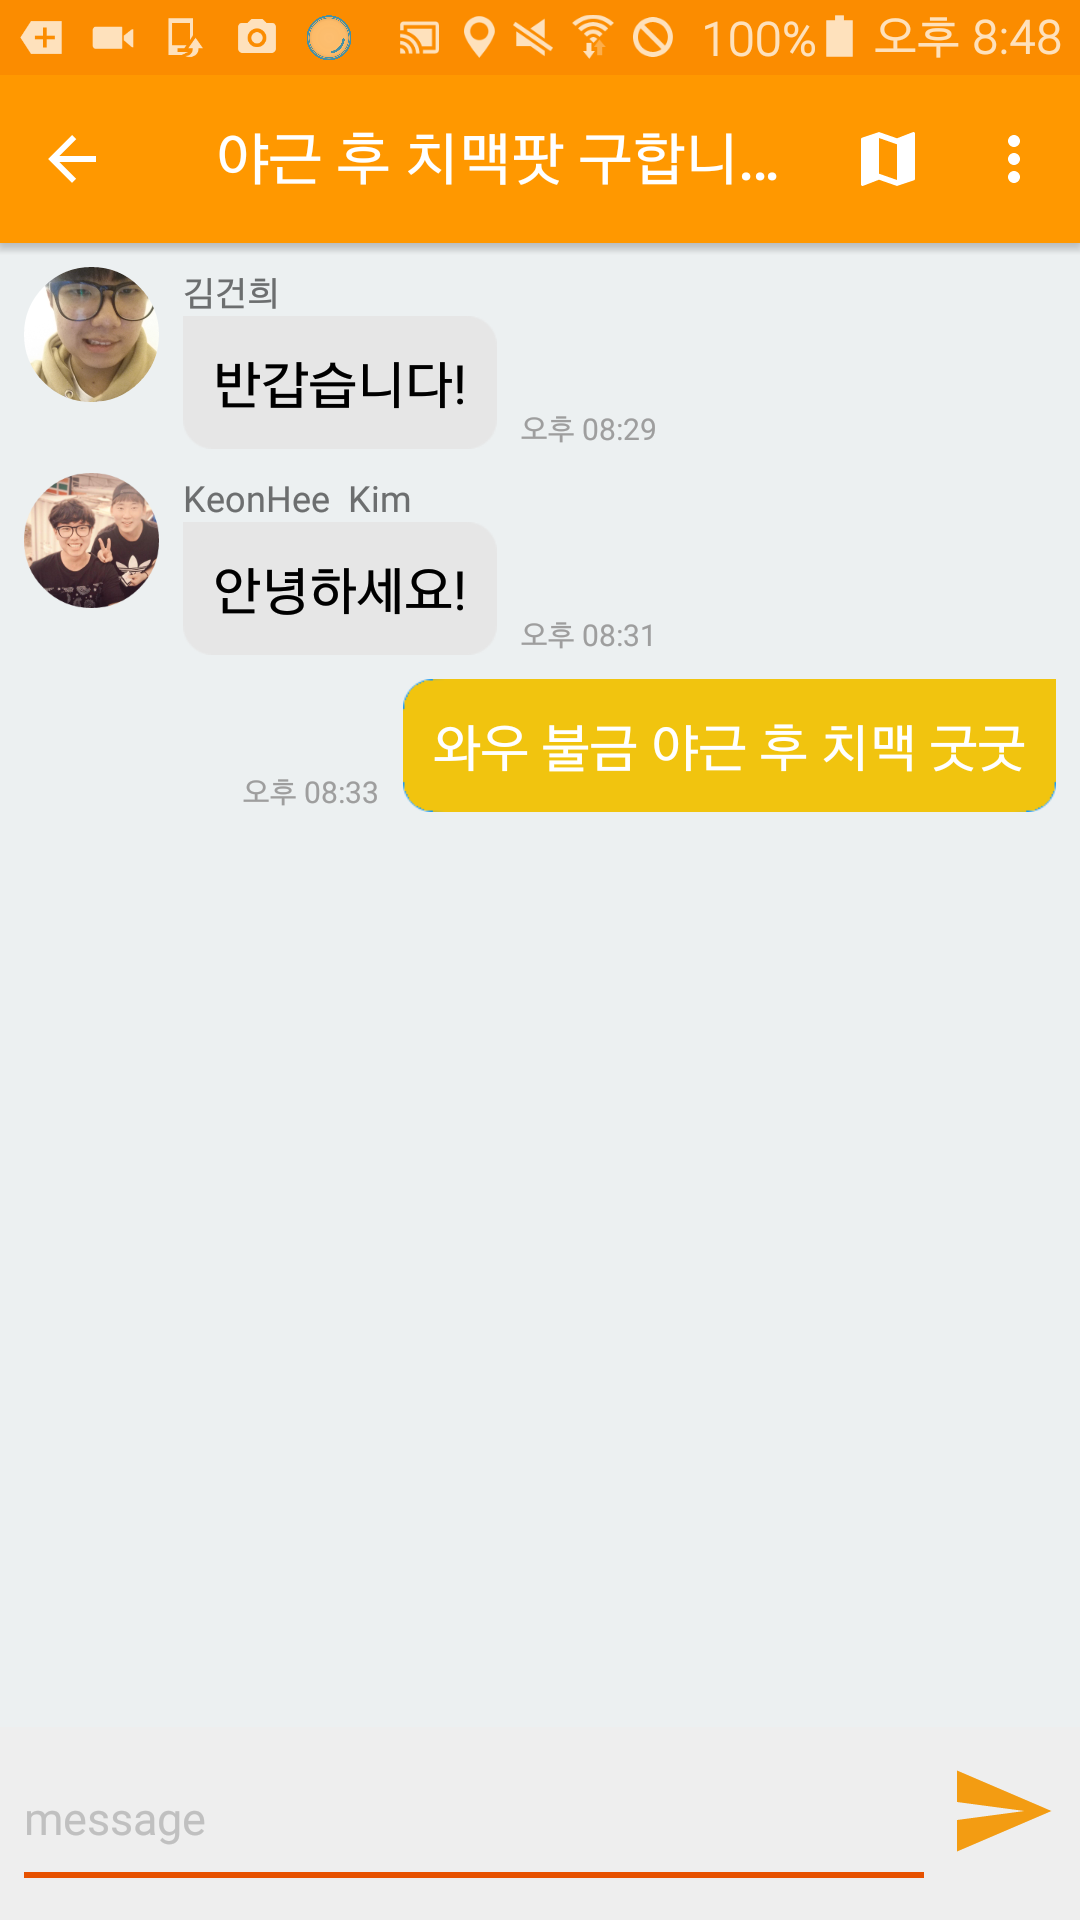 100% 오후 8:48
야근 후 치맥팟 구합니...
김건희
반갑습니다!
오후 08:29
KeonHee Kim
안녕하세요!
오후 08:31
와우 불금 야근 후 치맥 굿굿
오후 08:33
message